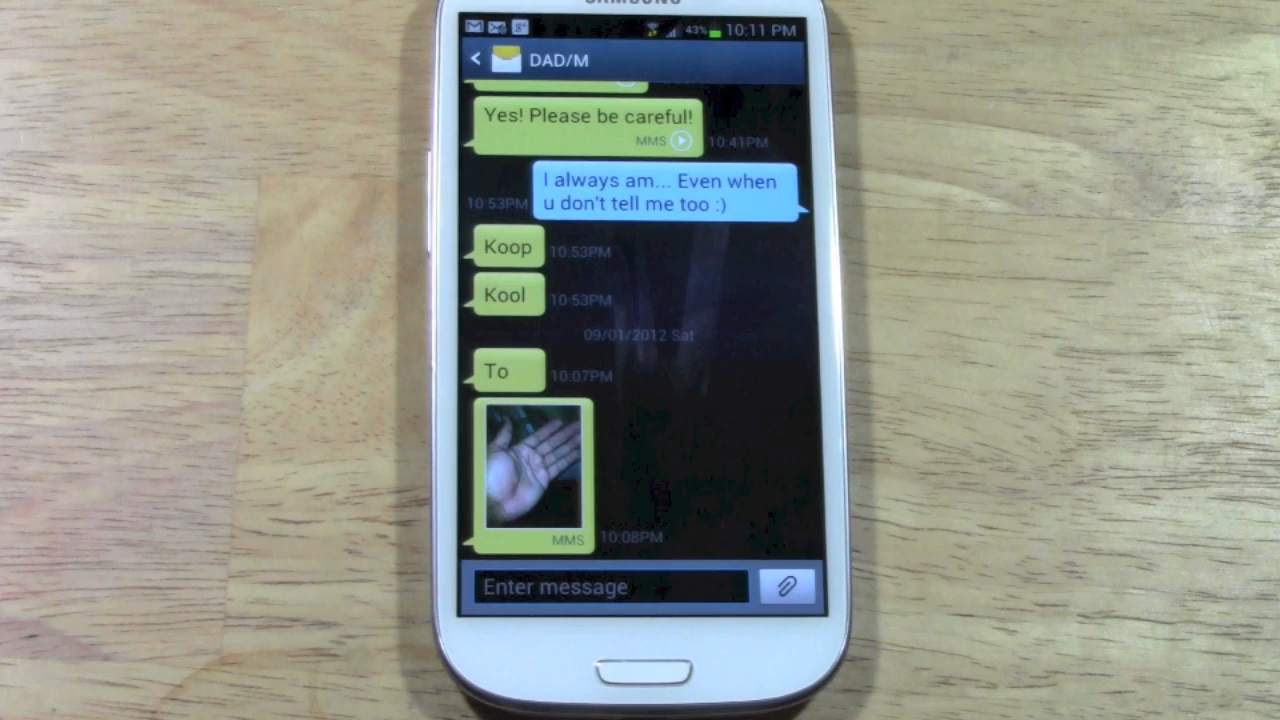 SAMSUNG
43% 10:11 PM
DAD/M
Yes! Please be careful!
MMS
10:41PM
I always am... Even when
u don't tell me too :)
10:53PM
Koop
10:53PM
Kool
10:53PM
09/01/2012 Sat
To
10:07PM
MMS
10:08PM
Enter message